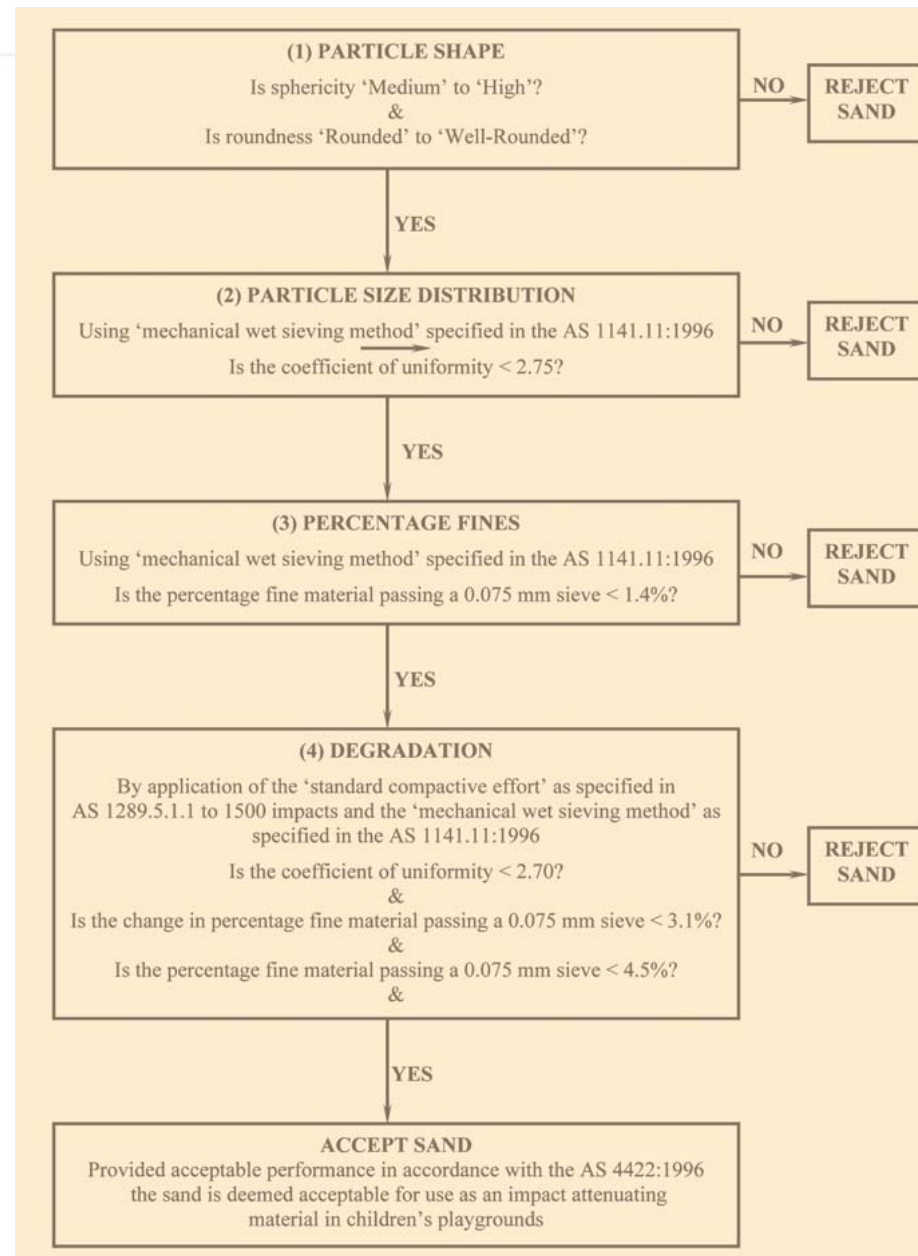 (1) PARTICLE SHAPE
Is sphericity ‘Medium’ to ‘High’?
&
Is roundness ‘Rounded’ to ‘Well-Rounded’?
NO
REJECT
SAND
YES
(2) PARTICLE SIZE DISTRIBUTION
Using ‘mechanical wet sieving method’ specified in the AS 1141.11:1996
Is the coefficient of uniformity < 2.75?
NO
REJECT
SAND
YES
(3) PERCENTAGE FINES
Using ‘mechanical wet sieving method’ specified in the AS 1141.11:1996
Is the percentage fine material passing a 0.075 mm sieve < 1.4%?
NO
REJECT
SAND
YES
(4) DEGRADATION
By application of the ‘standard compactive effort’ as specified in
AS 1289.5.1.1 to 1500 impacts and the ‘mechanical wet sieving method’ as
specified in the AS 1141.11:1996
Is the coefficient of uniformity < 2.70?
&
Is the change in percentage fine material passing a 0.075 mm sieve < 3.1%?
&
Is the percentage fine material passing a 0.075 mm sieve < 4.5%?
&
NO
REJECT
SAND
YES
ACCEPT SAND
Provided acceptable performance in accordance with the AS 4422:1996
the sand is deemed acceptable for use as an impact attenuating
material in children’s playgrounds